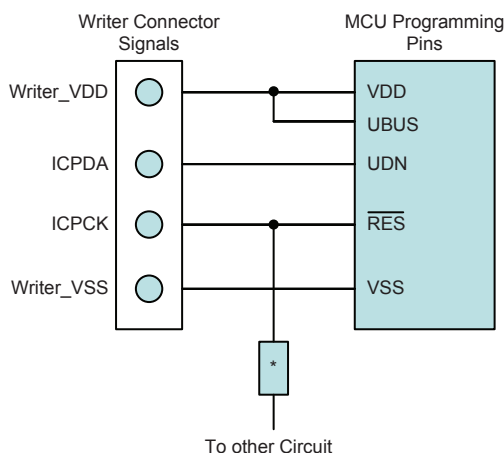 Writer Connector
Signals
MCU Programming
Pins
Writer_VDD
VDD
UBUS
ICPDA
UDN
ICPCK
RES
Writer_VSS
VSS
*
To other Circuit